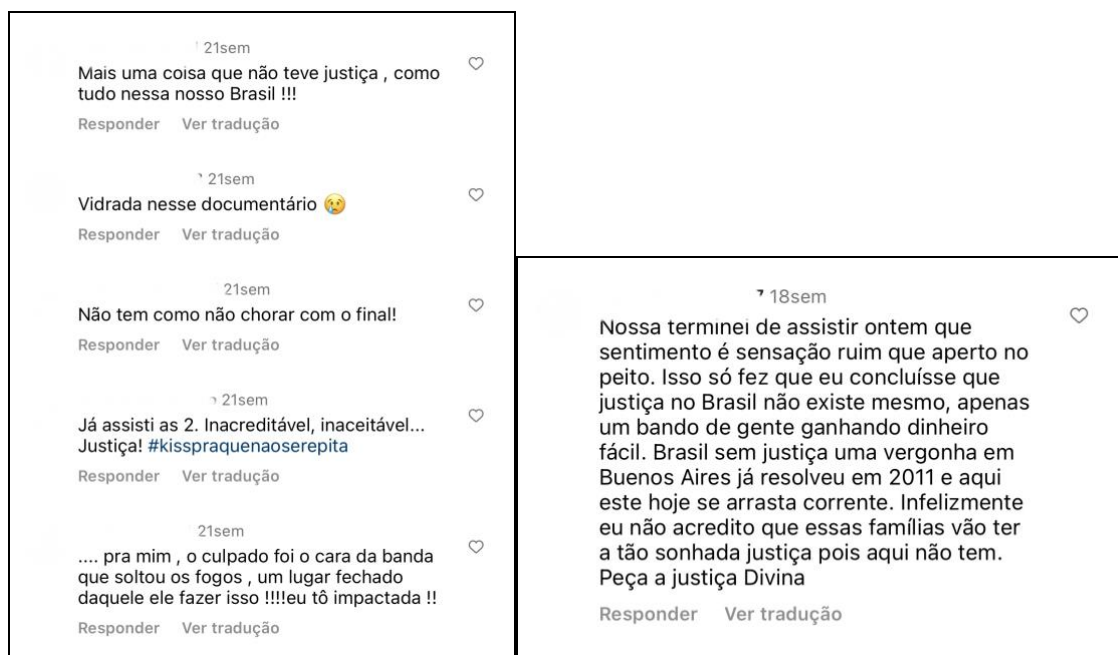 21sem
Mais uma coisa que não teve justiça , como
tudo nessa nosso Brasil !!!
Responder Ver tradução
21sem
Vidrada nesse documentário 😢
Responder Ver tradução
21sem
Não tem como não chorar com o final!
Responder Ver tradução
21sem
Já assisti as 2. Inacreditável, inaceitável...
Justiça! #kisspraquenaoserepita
Responder Ver tradução
21sem
.... pra mim , o culpado foi o cara da banda
que soltou os fogos , um lugar fechado
daquele ele fazer isso !!!!eu tô impactada !!
Responder Ver tradução
18sem
Nossa terminei de assistir ontem que
sentimento é sensação ruim que aperto no
peito. Isso só fez que eu concluísse que
justiça no Brasil não existe mesmo, apenas
um bando de gente ganhando dinheiro
fácil. Brasil sem justiça uma vergonha em
Buenos Aires já resolveu em 2011 e aqui
este hoje se arrasta corrente. Infelizmente
eu não acredito que essas famílias vão ter
a tão sonhada justiça pois aqui não tem.
Peça a justiça Divina
Responder Ver tradução